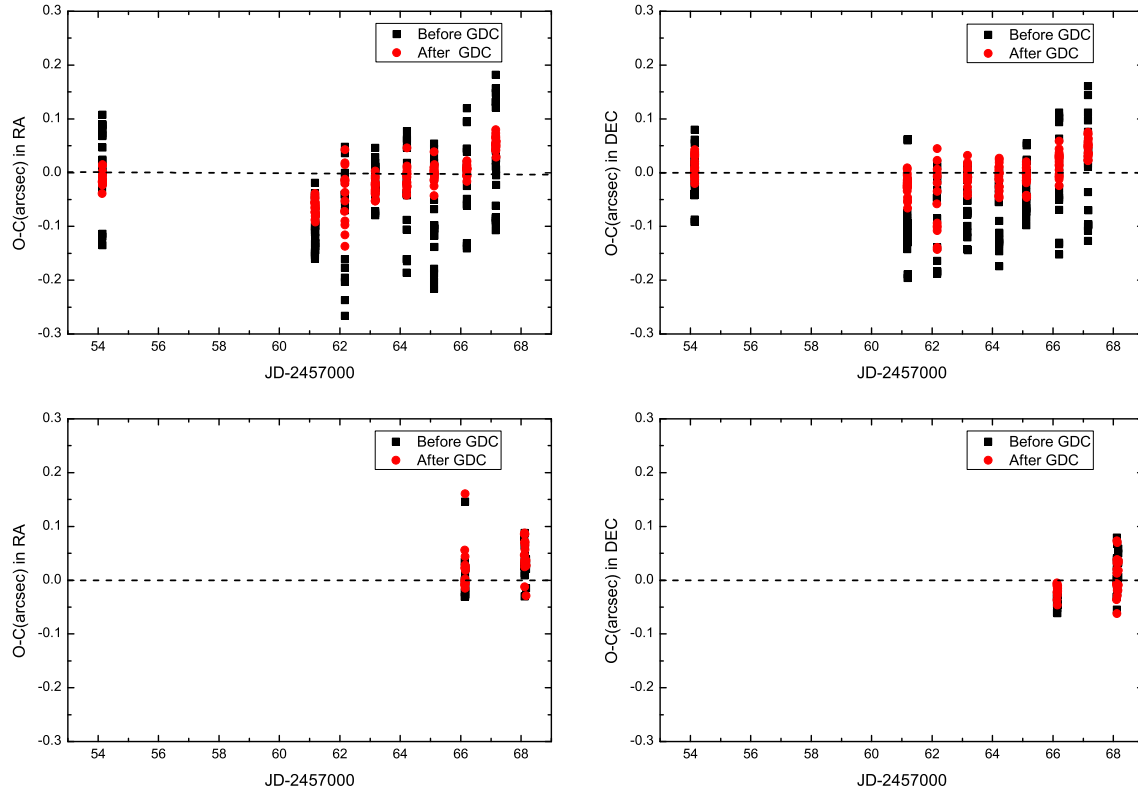 0.3
0.2
0.1
0.0
-0.1
-0.2
-0.3
O-C(arcsec) in RA
Before GDC
After GDC
54 56 58 60 62 64 66 68
JD-2457000
0.3
0.2
0.1
0.0
-0.1
-0.2
-0.3
O-C(arcsec) in DEC
Before GDC
After GDC
54 56 58 60 62 64 66 68
JD-2457000
0.3
0.2
0.1
0.0
-0.1
-0.2
-0.3
O-C(arcsec) in RA
Before GDC
After GDC
54 56 58 60 62 64 66 68
JD-2457000
0.3
0.2
0.1
0.0
-0.1
-0.2
-0.3
O-C(arcsec) in DEC
Before GDC
After GDC
54 56 58 60 62 64 66 68
JD-2457000